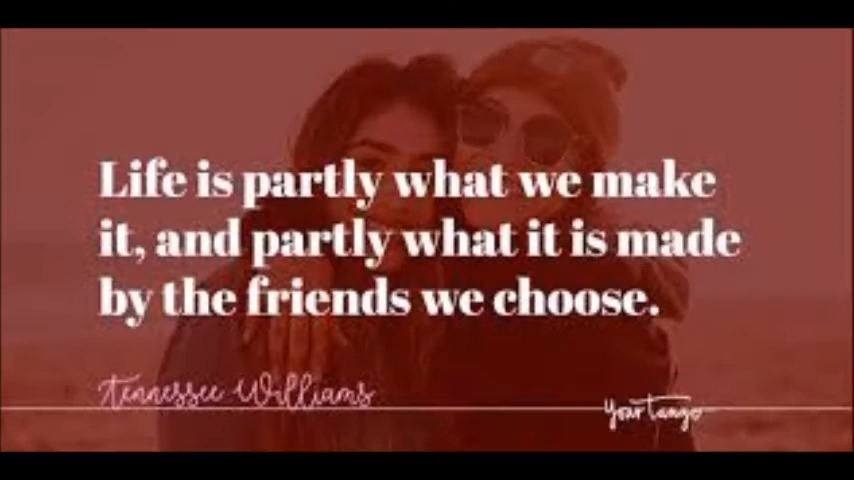 Life is partly what we make
it, and partly what it is made
by the friends we choose.
Tennessee Williams
YourTango